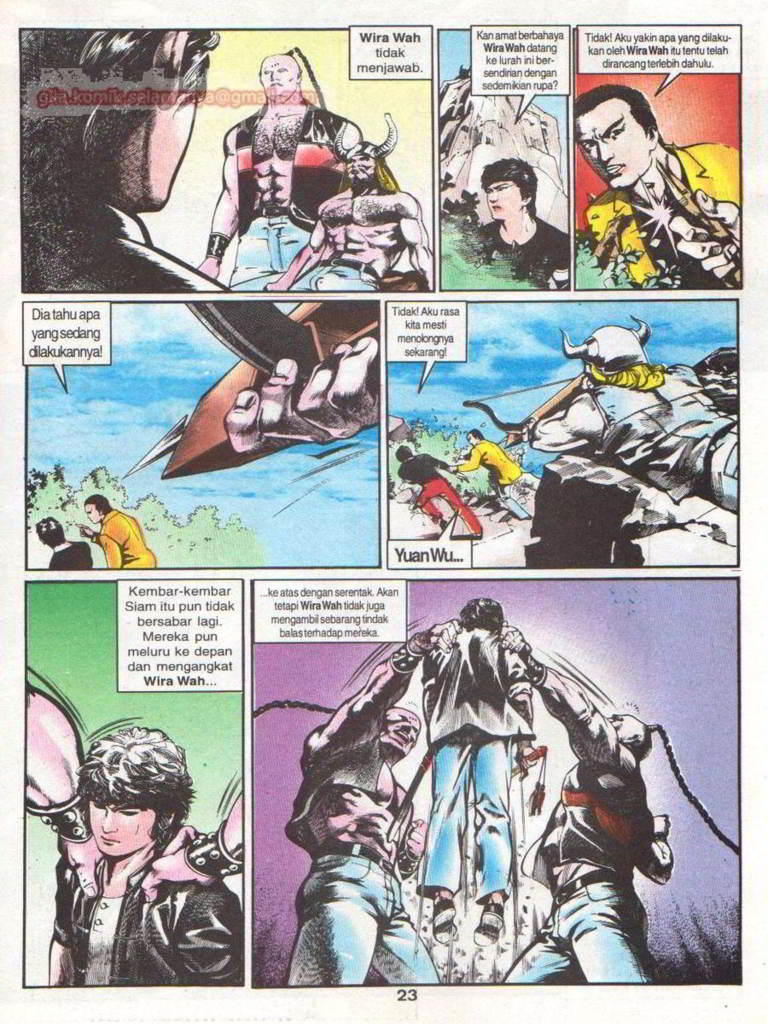 Wira Wah
tidak
menjawab.
Kan amat berbahaya
Wira Wah datang
ke lurah ini ber-
sendirian dengan
sedemikian rupa?
Tidak! Aku yakin apa yang dilaku-
kan oleh Wira Wah itu tentu telah
dirancang terlebih dahulu.
Dia tahu apa
yang sedang
dilakukannya!
Tidak! Aku rasa
kita mesti
menolongnya
sekarang!
Yuan Wu...
Kembar-kembar
Siam itu pun tidak
bersabar lagi.
Mereka pun
meluru ke depan
dan mengangkat
Wira Wah...
...ke atas dengan serentak. Akan
tetapi Wira Wah tidak juga
mengambil sebarang tindak
balas terhadap mereka.
23